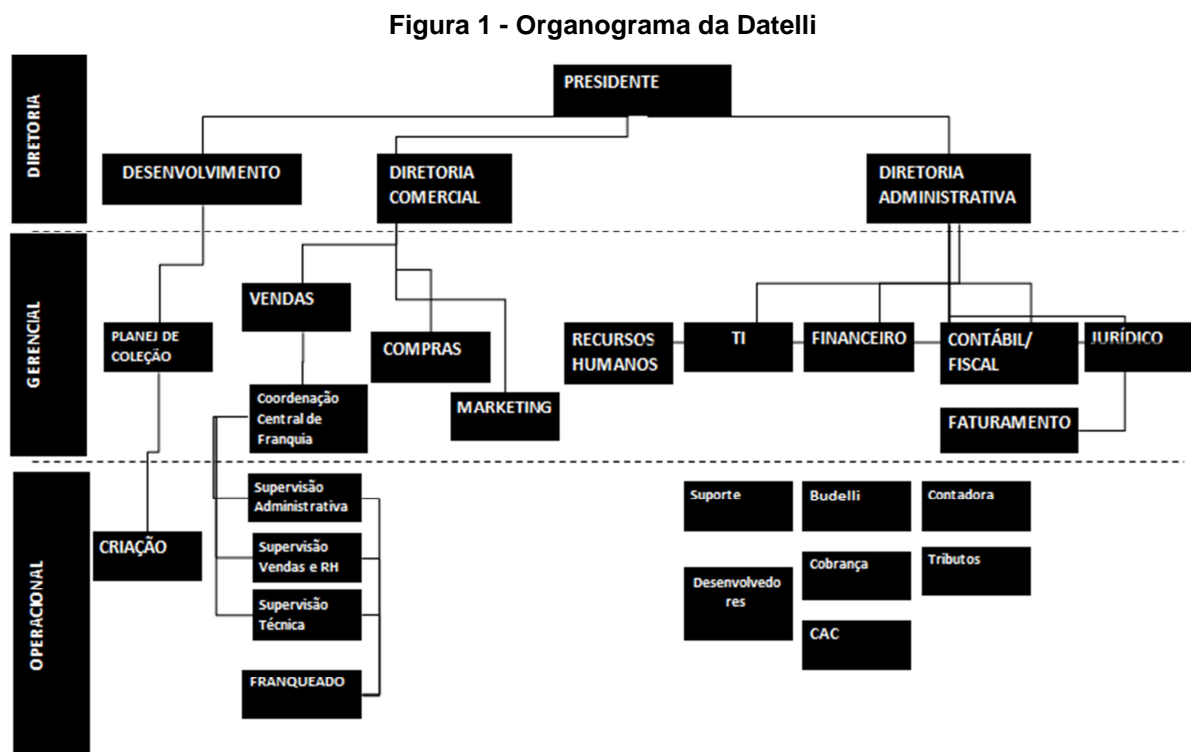 Figura 1 - Organograma da Datelli
DIRETORIA
PRESIDENTE
DESENVOLVIMENTO
DIRETORIA
COMERCIAL
DIRETORIA
ADMINISTRATIVA
GERENCIAL
PLANEJ DE
COLEÇÃO
VENDAS
COMPRAS
MARKETING
Coordenação
Central de
Franquia
RECURSOS
HUMANOS
TI
FINANCEIRO
CONTÁBIL/
FISCAL
JURÍDICO
FATURAMENTO
OPERACIONAL
CRIAÇÃO
Supervisão
Administrativa
Supervisão
Vendas e RH
Supervisão
Técnica
FRANQUEADO
Suporte
Desenvolvedo
res
Budelli
Cobrança
CAC
Contadora
Tributos